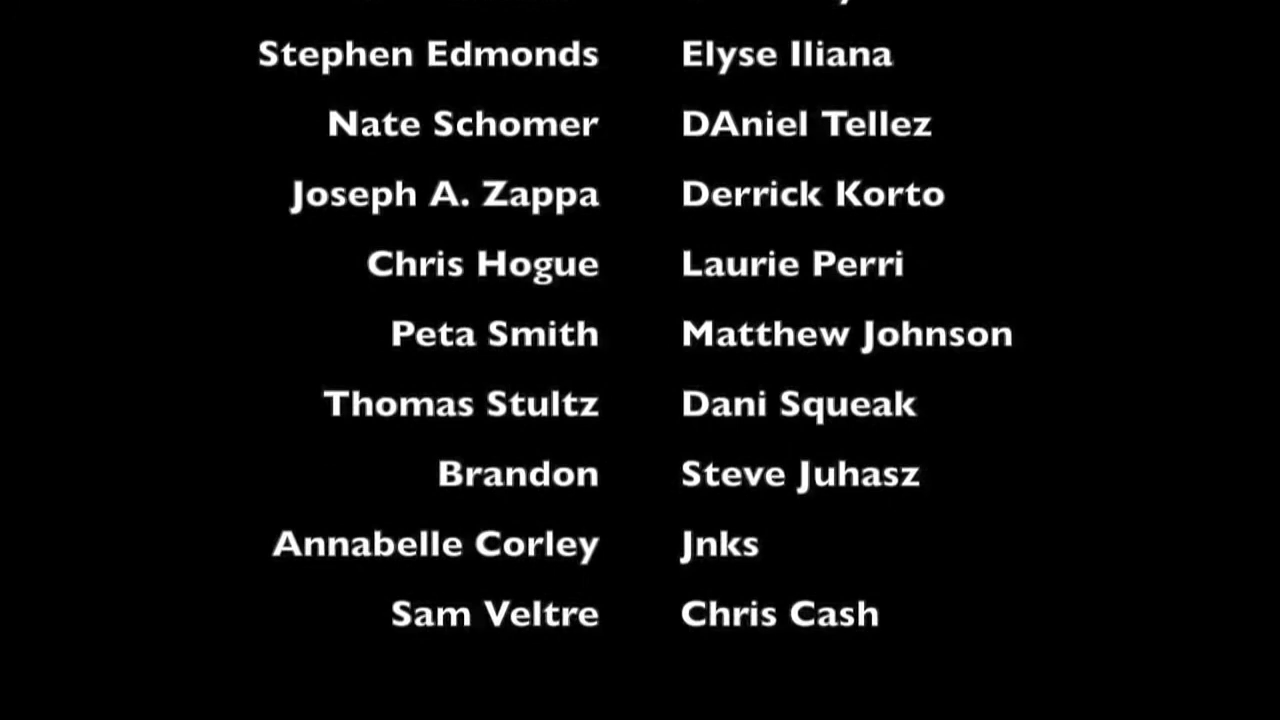 Stephen Edmonds Elyse Iliana
Nate Schomer DAniel Tellez
Joseph A. Zappa Derrick Korto
Chris Hogue Laurie Perri
Peta Smith Matthew Johnson
Thomas Stultz Dani Squeak
Brandon Steve Juhasz
Annabelle Corley Jnks
Sam Veltre Chris Cash